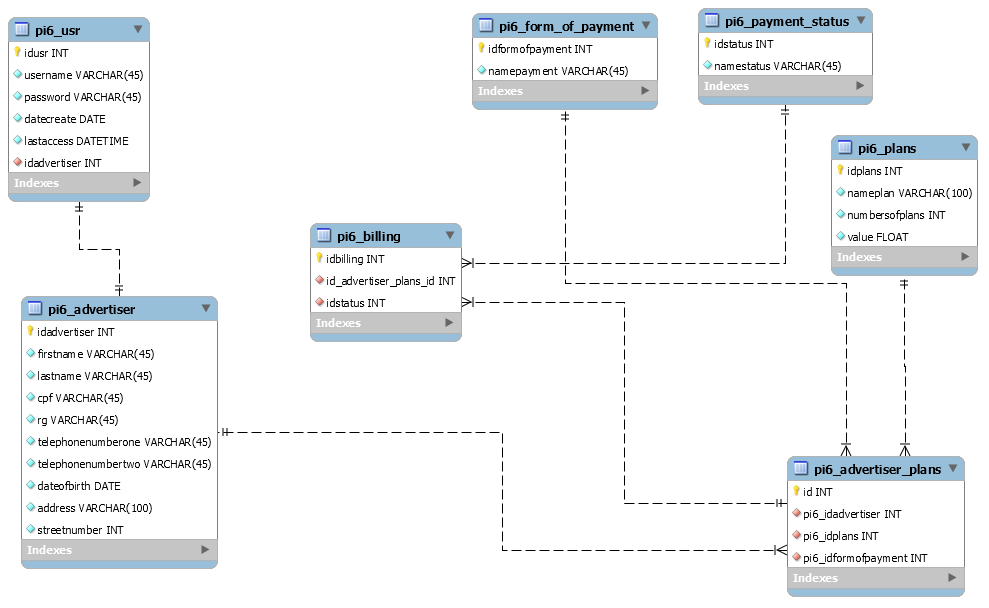 pi6_usr
idusr INT
username VARCHAR(45)
password VARCHAR(45)
datecreate DATE
lastaccess DATETIME
idadvertiser INT
Indexes
pi6_form_of_payment
idformofpayment INT
namepayment VARCHAR(45)
Indexes
pi6_payment_status
idstatus INT
namestatus VARCHAR(45)
Indexes
pi6_plans
idplans INT
nameplan VARCHAR(100)
numbersofplans INT
value FLOAT
Indexes
pi6_billing
idbilling INT
id_advertiser_plans_id INT
idstatus INT
Indexes
pi6_advertiser
idadvertiser INT
firstname VARCHAR(45)
lastname VARCHAR(45)
cpf VARCHAR(45)
rg VARCHAR(45)
telephonenumberone VARCHAR(45)
telephonenumbertwo VARCHAR(45)
dateofbirth DATE
address VARCHAR(100)
streetnumber INT
Indexes
pi6_advertiser_plans
id INT
pi6_idadvertiser INT
pi6_idplans INT
pi6_idformofpayment INT
Indexes